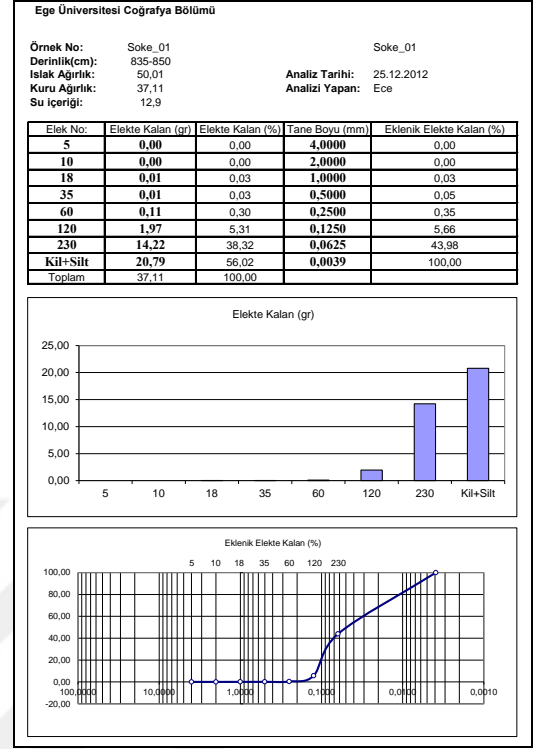 Ege Üniversitesi Coğrafya Bölümü
Örnek No: Soke_01 Soke_01
Derinlik(cm): 835-850
Islak Ağırlık: 50,01 Analiz Tarihi: 25.12.2012
Kuru Ağırlık: 37,11 Analizi Yapan: Ece
Su içeriği: 12,9
Elek No: Elekte Kalan (gr) Elekte Kalan (%) Tane Boyu (mm) Eklenik Elekte Kalan (%)
5 0,00 0,00 4,0000 0,00
10 0,00 0,00 2,0000 0,00
18 0,01 0,03 1,0000 0,03
35 0,01 0,03 0,5000 0,05
60 0,11 0,30 0,2500 0,35
120 1,97 5,31 0,1250 5,66
230 14,22 38,32 0,0625 43,98
Kil+Silt 20,79 56,02 0,0039 100,00
Toplam 37,11 100,00
Elekte Kalan (gr)
25,00
20,00
15,00
10,00
5,00
0,00
5 10 18 35 60 120 230 Kil+Silt
Eklenik Elekte Kalan (%)
5 10 18 35 60 120 230
100,00
80,00
60,00
40,00
20,00
0,00
100,0000 10,0000 1,0000 0,1000 0,0100 0,0010
-20,00